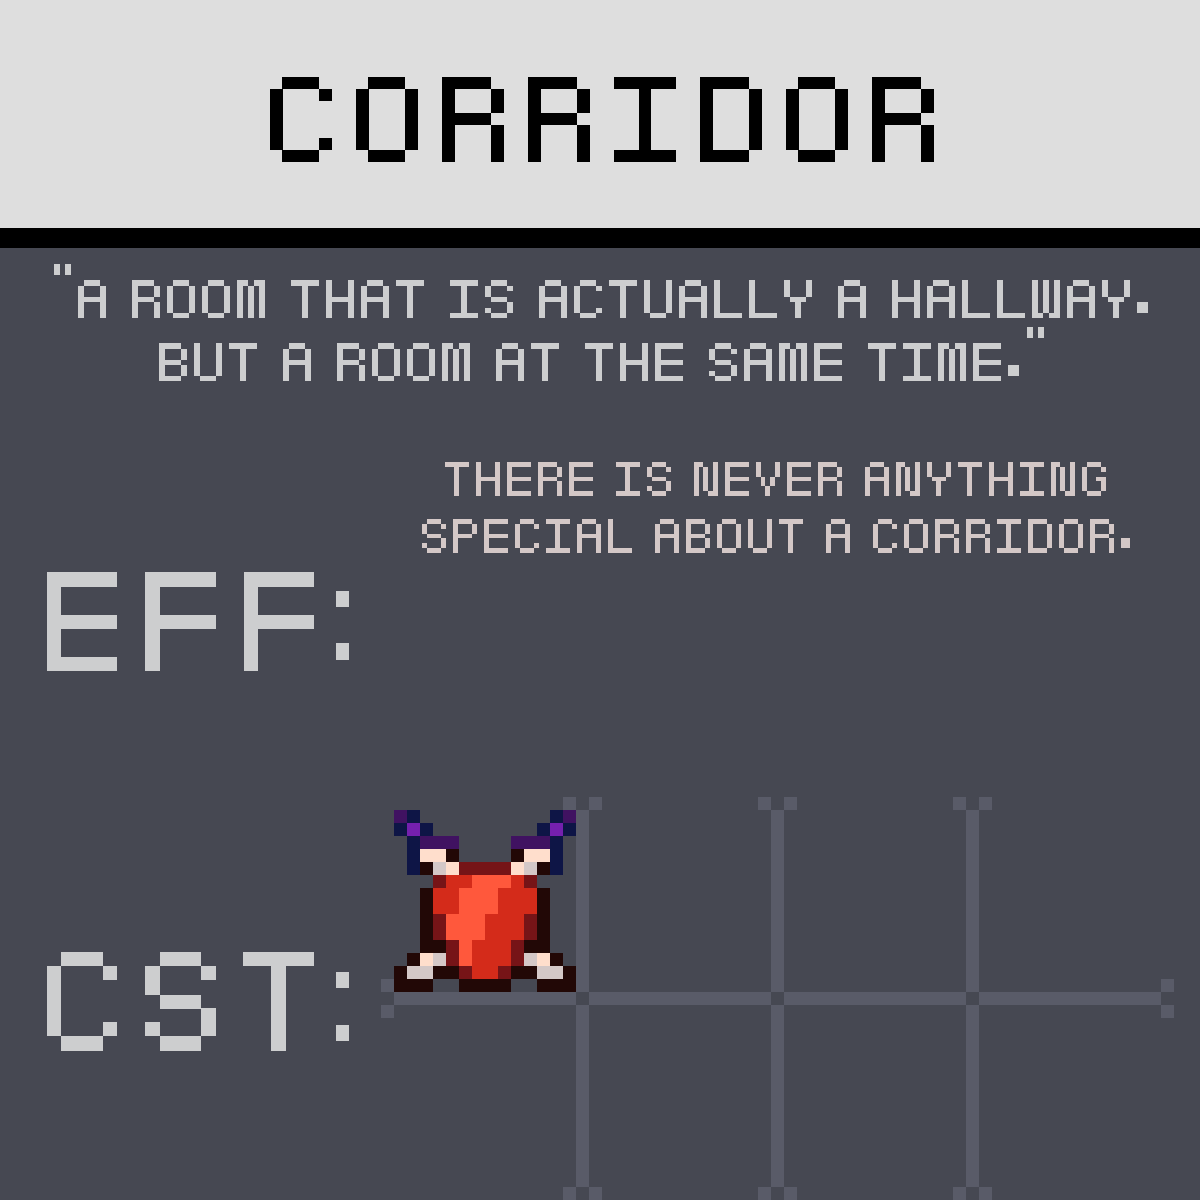 CORRIDOR
"A ROOM THAT IS ACTUALLY A HALLWAY.
BUT A ROOM AT THE SAME TIME."
THERE IS NEVER ANYTHING
SPECIAL ABOUT A CORRIDOR.
EFF:
CST: